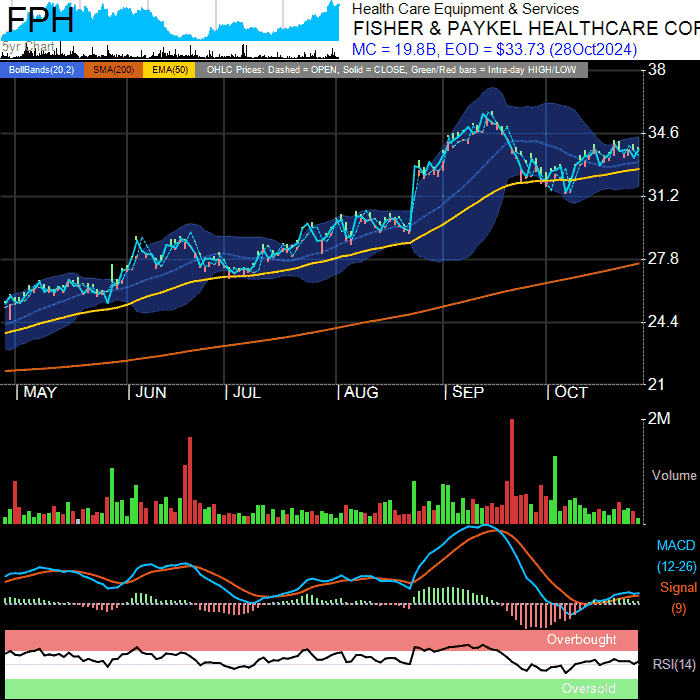 FPH
5yr Chart
Health Care Equipment & Services
FISHER & PAYKEL HEALTHCARE COR
MC = 19.8B, EOD = $33.73 (28Oct2024)
BollBands(20,2) SMA(200) EMA(50) OHLC Prices: Dashed = OPEN, Solid = CLOSE, Green/Red bars = Intra-day HIGH/LOW
38
34.6
31.2
27.8
24.4
21
MAY JUN JUL AUG SEP OCT
2M
Volume
MACD
(12-26)
Signal
(9)
Overbought
RSI(14)
Oversold